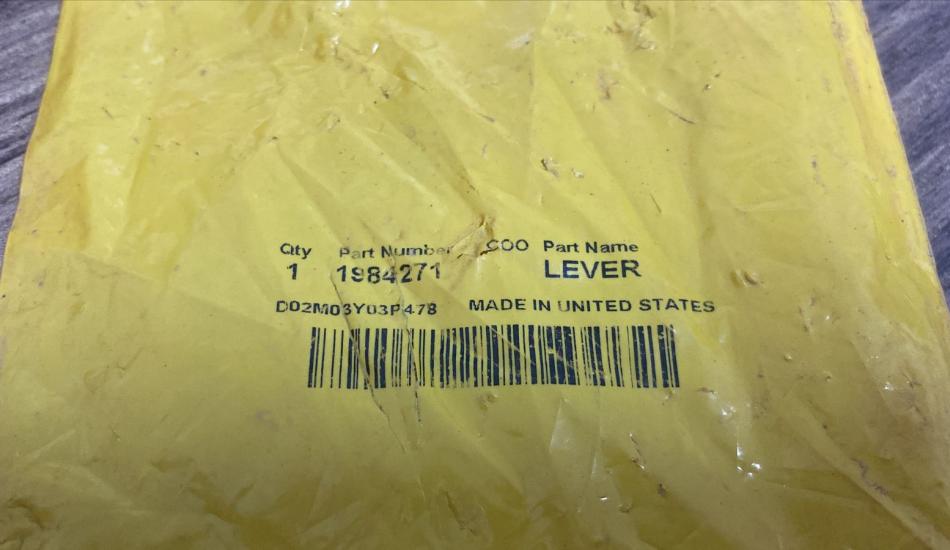 Qty Part Number COO Part Name
1 1984271 LEVER
D02M03Y03P478 MADE IN UNITED STATES